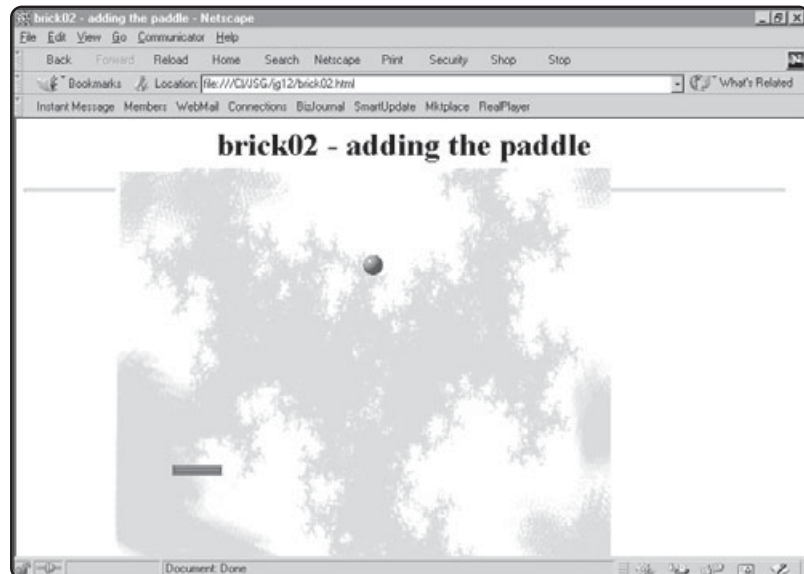 brick02 - adding the paddle - Netscape
File Edit View Go Communicator Help
Back Forward Reload Home Search Netscape Print Security Shop Stop
Bookmarks Location: file:///C|/JSG/jg12/brick02.html What's Related
Instant Message Members WebMail Connections BizJournal SmartUpdate Mktplace RealPlayer
brick02 - adding the paddle
Document: Done